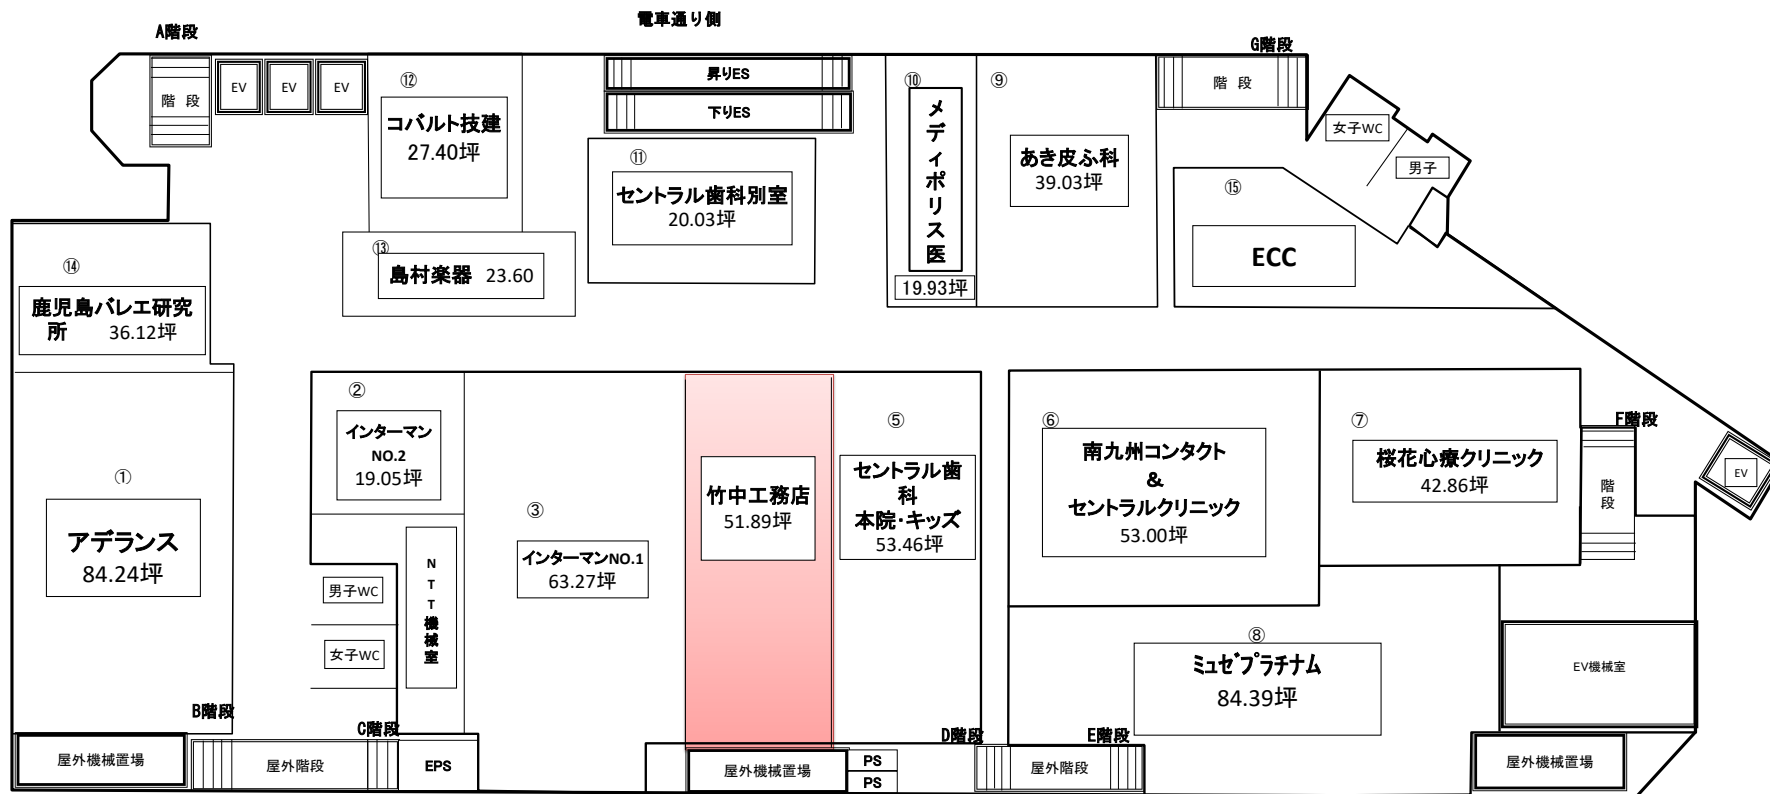 電車通り側
A階段
G階段
階 段
EV
EV
EV
⑫
コバルト技建
27.40坪
昇りES
下りES
⑩
メディポリス医
19.93坪
⑨
あき皮ふ科
39.03坪
階 段
女子WC
男子
⑪
セントラル歯科別室
20.03坪
⑮
ECC
⑬
島村楽器 23.60
⑭
鹿児島バレエ研究
所 36.12坪
①
アデランス
84.24坪
②
インターマン
NO.2
19.05坪
NTT機械室
男子WC
女子WC
③
インターマンNO.1
63.27坪
竹中工務店
51.89坪
⑤
セントラル歯
科
本院・キッズ
53.46坪
⑥
南九州コンタクト
&
セントラルクリニック
53.00坪
⑦
桜花心療クリニック
42.86坪
F階段
階段
EV
⑧
ミュゼプラチナム
84.39坪
EV機械室
B階段
C階段
D階段
E階段
屋外機械置場
屋外階段
EPS
屋外機械置場
PS
PS
屋外階段
屋外機械置場